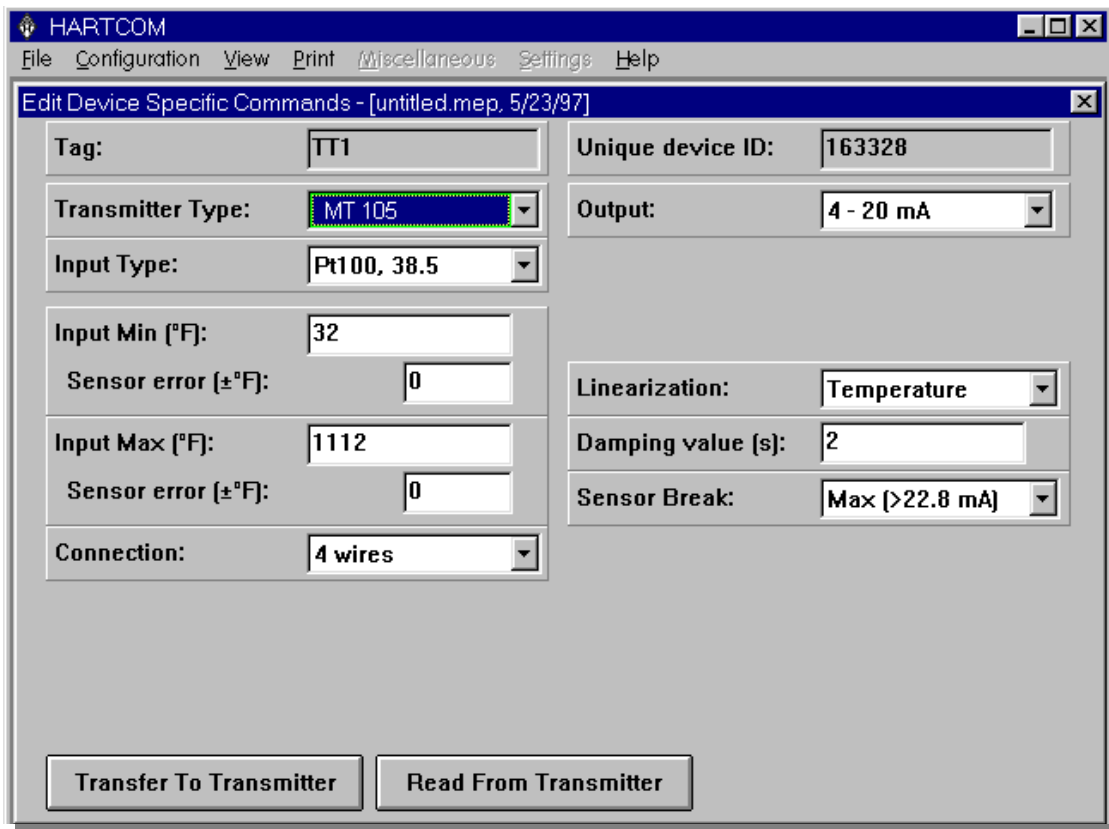 HARTCOM
File Configuration View Print Miscellaneous Settings Help
Edit Device Specific Commands - [untitled.mep, 5/23/97]
Tag: TT1
Unique device ID: 163328
Transmitter Type: MT 105
Output: 4 - 20 mA
Input Type: Pt100, 38.5
Input Min (°F): 32
Sensor error (±°F): 0
Linearization: Temperature
Input Max (°F): 1112
Damping value (s): 2
Sensor error (±°F): 0
Sensor Break: Max (>22.8 mA)
Connection: 4 wires
Transfer To Transmitter
Read From Transmitter